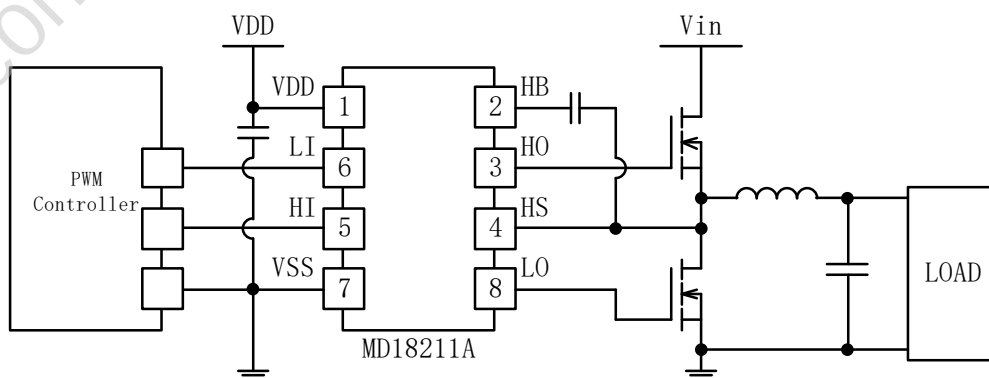 VDD
Vin
VDD
1
2
HB
LI
6
3
HO
PWM
Controller
HI
5
4
HS
VSS
7
8
LO
LOAD
MD18211A